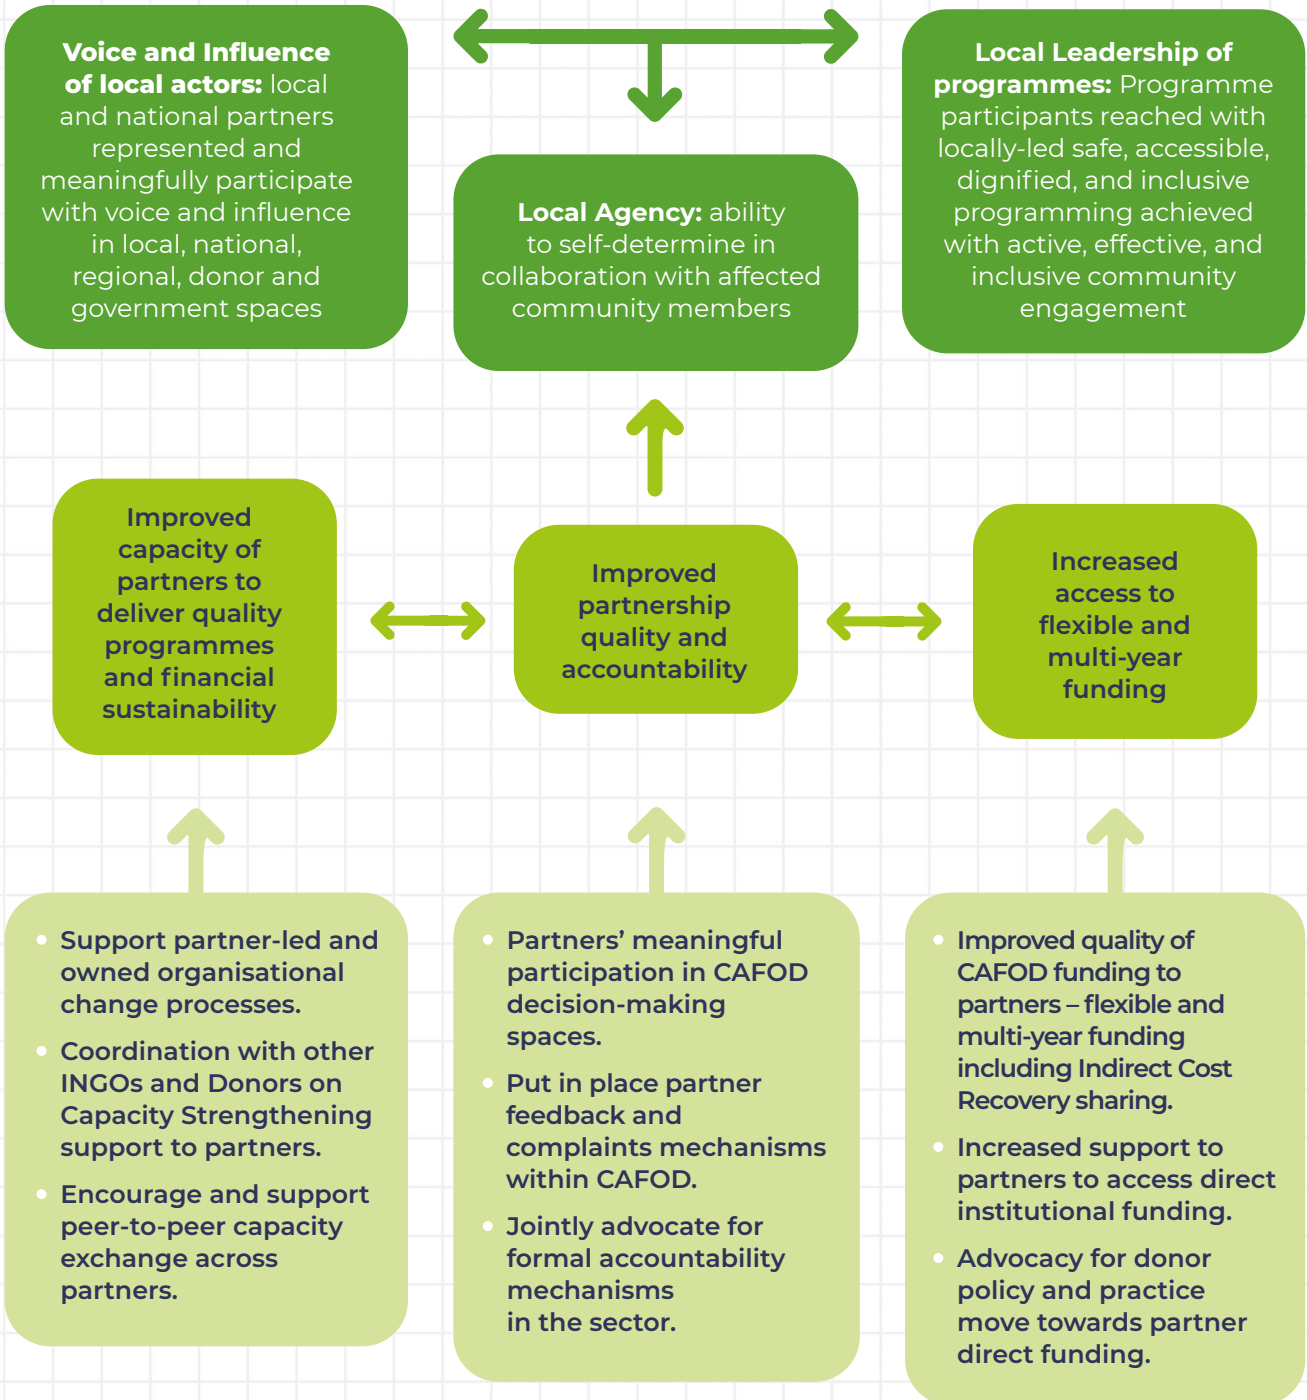 Voice and Influence
of local actors: local
and national partners
represented and
meaningfully participate
with voice and influence
in local, national,
regional, donor and
government spaces
Local Agency: ability
to self-determine in
collaboration with affected
community members
Local Leadership of
programmes: Programme
participants reached with
locally-led safe, accessible,
dignified, and inclusive
programming achieved
with active, effective, and
inclusive community
engagement
Improved
capacity of
partners to
deliver quality
programmes
and financial
sustainability
Improved
partnership
quality and
accountability
Increased
access to
flexible and
multi-year
funding
• Support partner-led and
owned organisational
change processes.
• Coordination with other
INGOs and Donors on
Capacity Strengthening
support to partners.
• Encourage and support
peer-to-peer capacity
exchange across
partners.
• Partners’ meaningful
participation in CAFOD
decision-making
spaces.
• Put in place partner
feedback and
complaints mechanisms
within CAFOD.
• Jointly advocate for
formal accountability
mechanisms
in the sector.
• Improved quality of
CAFOD funding to
partners – flexible and
multi-year funding
including Indirect Cost
Recovery sharing.
• Increased support to
partners to access direct
institutional funding.
• Advocacy for donor
policy and practice
move towards partner
direct funding.